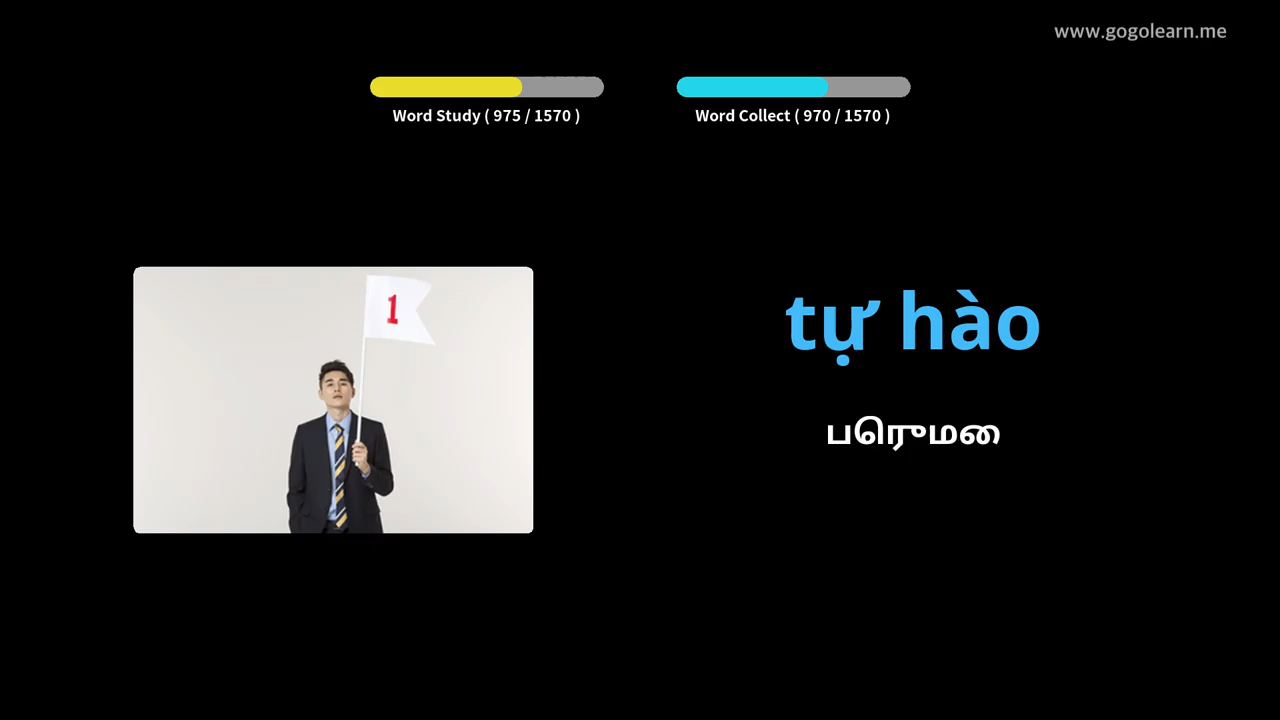 www.gogolearn.me
Word Study ( 975 / 1570 )
Word Collect ( 970 / 1570 )
1
tự hào
பெருமை